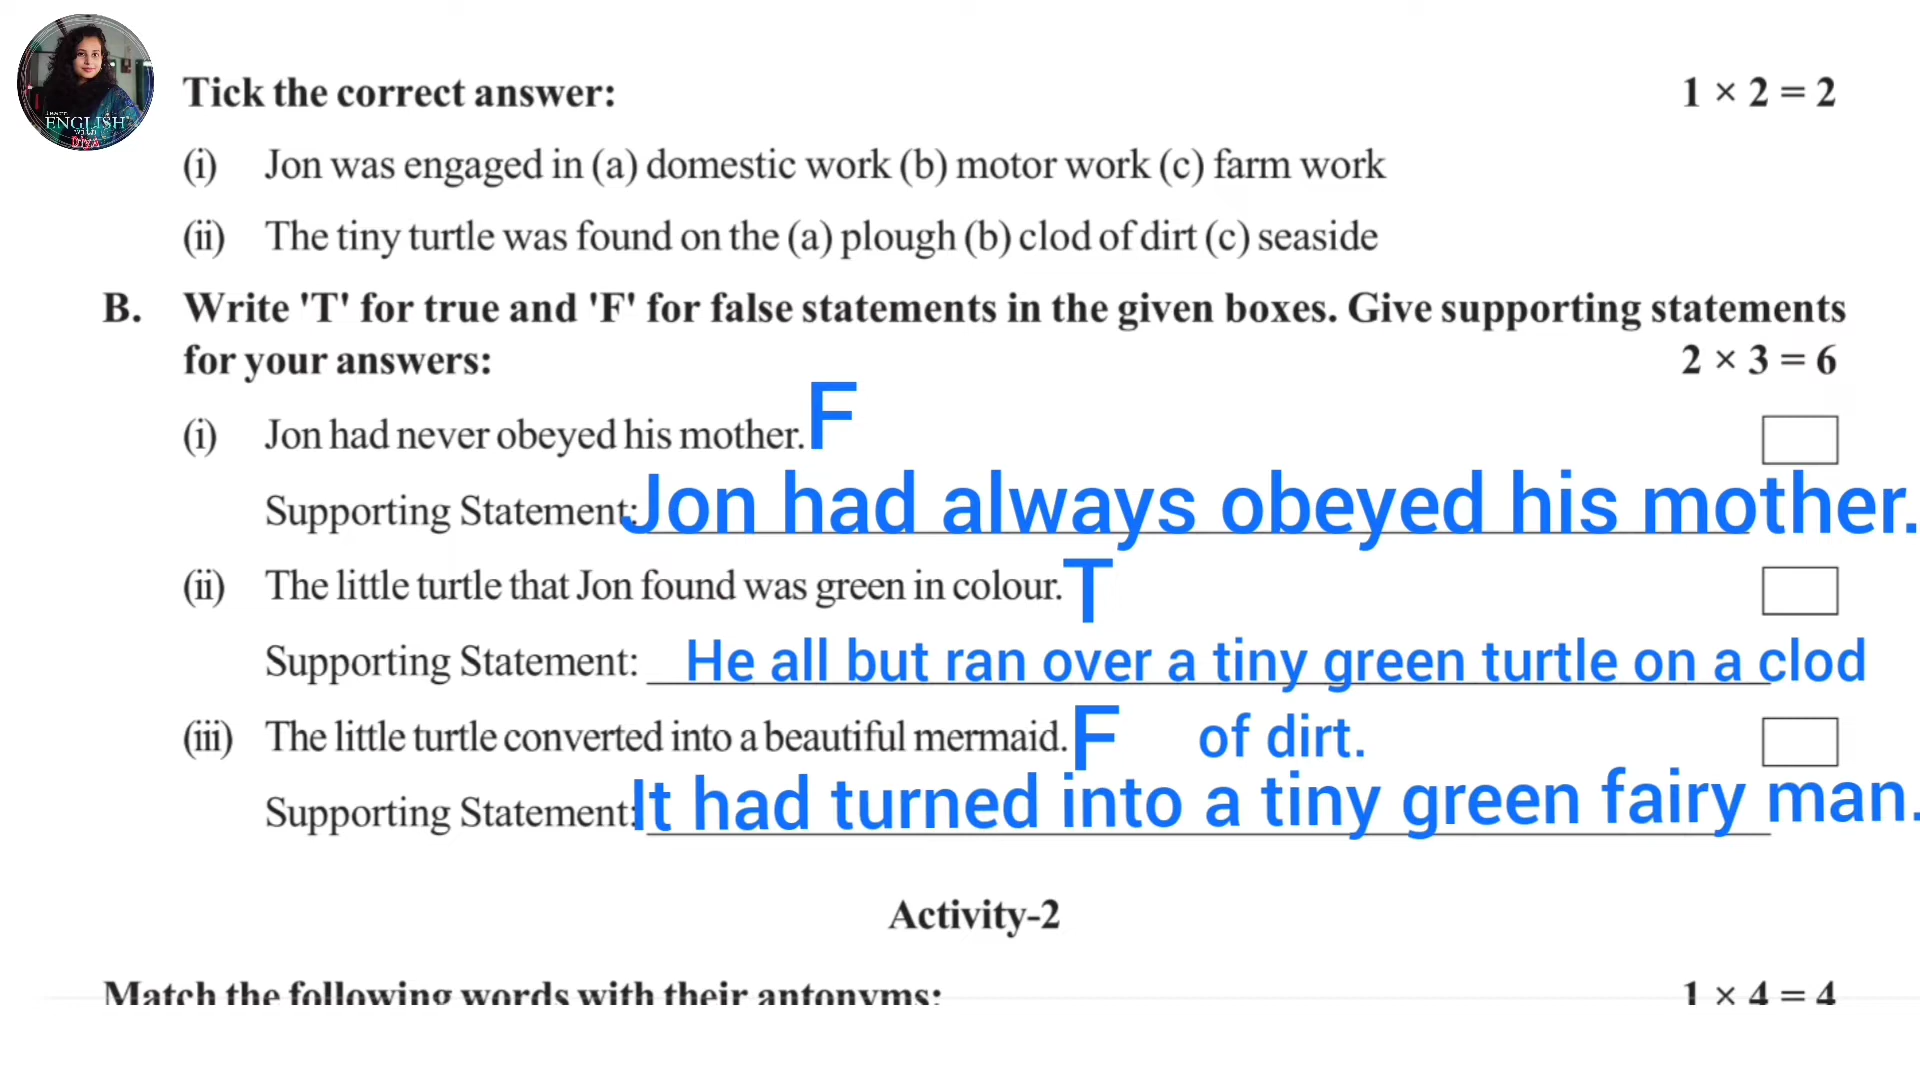 learn
ENGLISH
with
Diya
Tick the correct answer: 1 × 2 = 2
(i) Jon was engaged in (a) domestic work (b) motor work (c) farm work
(ii) The tiny turtle was found on the (a) plough (b) clod of dirt (c) seaside
B. Write 'T' for true and 'F' for false statements in the given boxes. Give supporting statements
for your answers: 2 × 3 = 6
(i) Jon had never obeyed his mother. F
Supporting Statement: Jon had always obeyed his mother.
(ii) The little turtle that Jon found was green in colour. T
Supporting Statement: He all but ran over a tiny green turtle on a clod
(iii) The little turtle converted into a beautiful mermaid. F of dirt.
Supporting Statement: It had turned into a tiny green fairy man.
Activity-2
Match the following words with their antonyms: 1 × 4 = 4